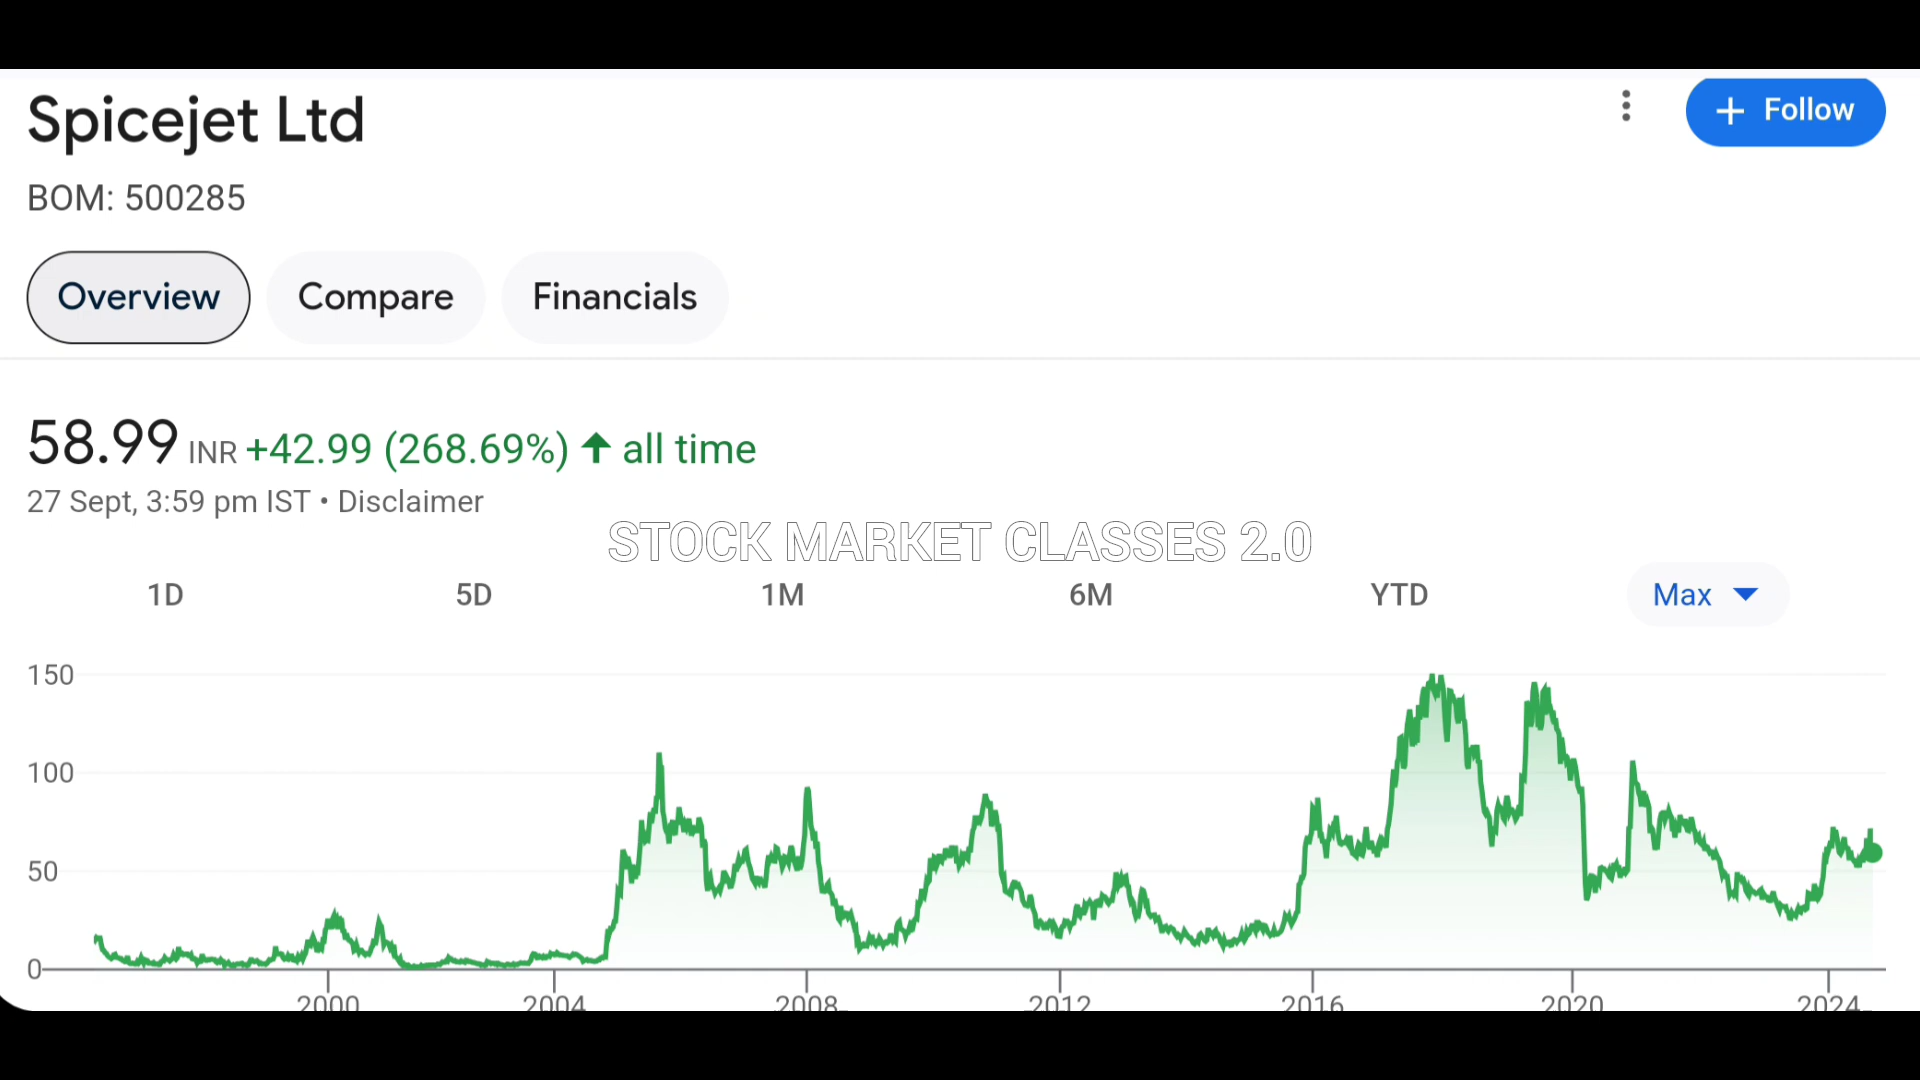 Spicejet Ltd
+ Follow
BOM: 500285
Overview Compare Financials
58.99 INR +42.99 (268.69%) ↑ all time
27 Sept, 3:59 pm IST • Disclaimer
STOCK MARKET CLASSES 2.0
1D 5D 1M 6M YTD Max
150
100
50
0
2000 2004 2008 2012 2016 2020 2024